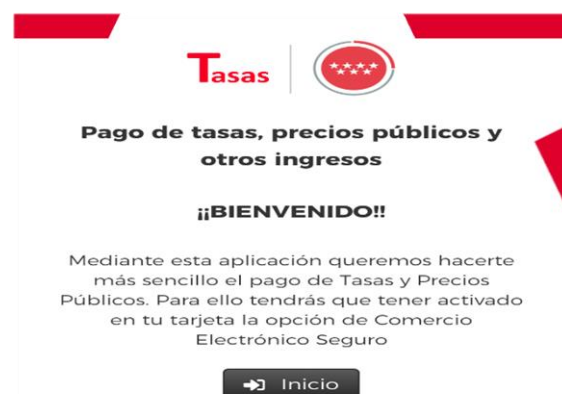 Tasas
Pago de tasas, precios públicos y
otros ingresos
¡¡BIENVENIDO!!
Mediante esta aplicación queremos hacerte
más sencillo el pago de Tasas y Precios
Públicos. Para ello tendrás que tener activado
en tu tarjeta la opción de Comercio
Electrónico Seguro
Inicio